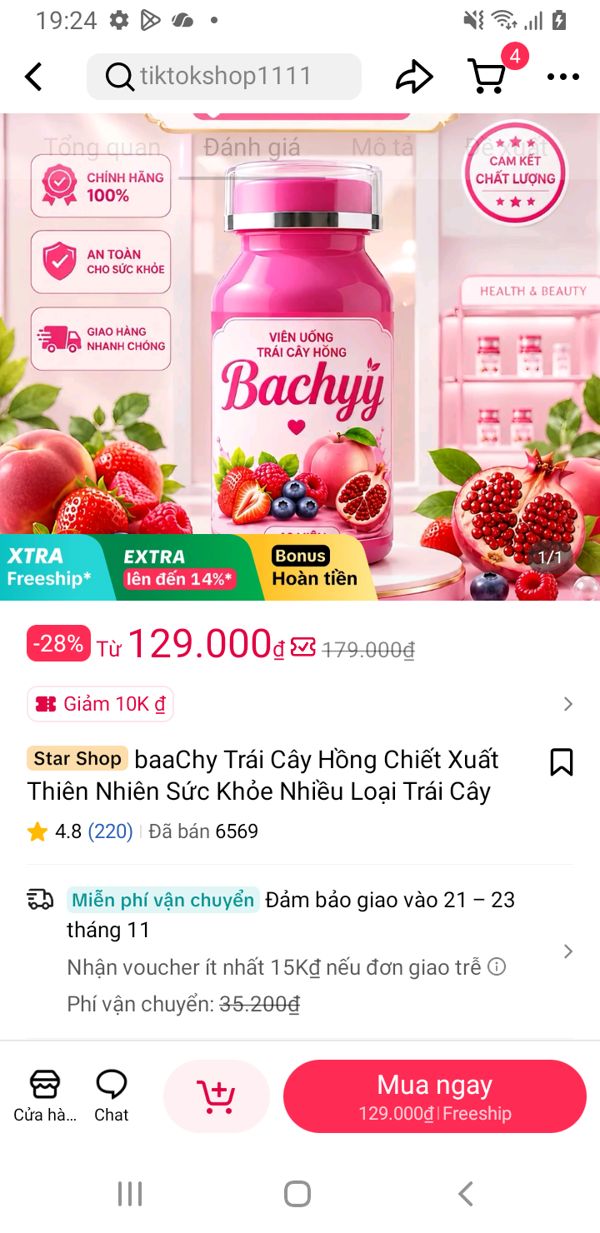 19:24
tiktokshop1111
4
Tổng quan
Đánh giá
Mô tả
Đề xuất
CHÍNH HÃNG
100%
AN TOÀN
CHO SỨC KHỎE
GIAO HÀNG
NHANH CHÓNG
CAM KẾT
CHẤT LƯỢNG
HEALTH & BEAUTY
VIÊN UỐNG
TRÁI CÂY HỒNG
Bachyý
XTRA
Freeship*
EXTRA
lên đến 14%*
Bonus
Hoàn tiền
1/1
-28% Từ 129.000₫ 179.000₫
Giảm 10K ₫
Star Shop baaChy Trái Cây Hồng Chiết Xuất
Thiên Nhiên Sức Khỏe Nhiều Loại Trái Cây
4.8 (220) Đã bán 6569
Miễn phí vận chuyển Đảm bảo giao vào 21 – 23
tháng 11
Nhận voucher ít nhất 15K₫ nếu đơn giao trễ
Phí vận chuyển: 35.200₫
Cửa hà...
Chat
Mua ngay
129.000₫ | Freeship